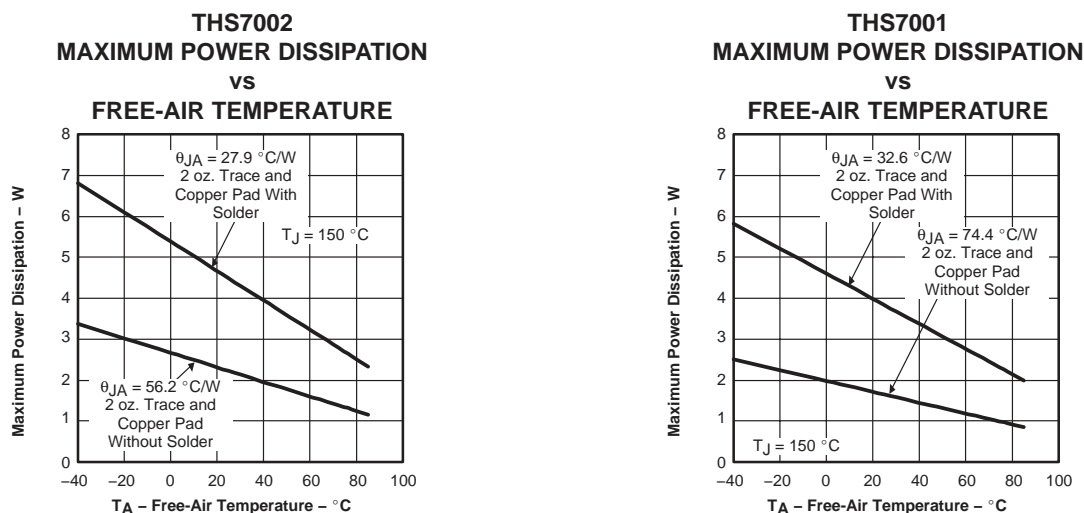 THS7002
MAXIMUM POWER DISSIPATION
vs
FREE-AIR TEMPERATURE
8
7
6
5
4
3
2
1
0
Maximum Power Dissipation – W
θJA = 27.9 °C/W
2 oz. Trace and
Copper Pad With
Solder
TJ = 150 °C
θJA = 56.2 °C/W
2 oz. Trace and
Copper Pad
Without Solder
–40 –20 0 20 40 60 80 100
TA – Free-Air Temperature – °C
THS7001
MAXIMUM POWER DISSIPATION
vs
FREE-AIR TEMPERATURE
8
7
6
5
4
3
2
1
0
Maximum Power Dissipation – W
θJA = 32.6 °C/W
2 oz. Trace and
Copper Pad With
Solder
θJA = 74.4 °C/W
2 oz. Trace and
Copper Pad
Without Solder
TJ = 150 °C
–40 –20 0 20 40 60 80 100
TA – Free-Air Temperature – °C